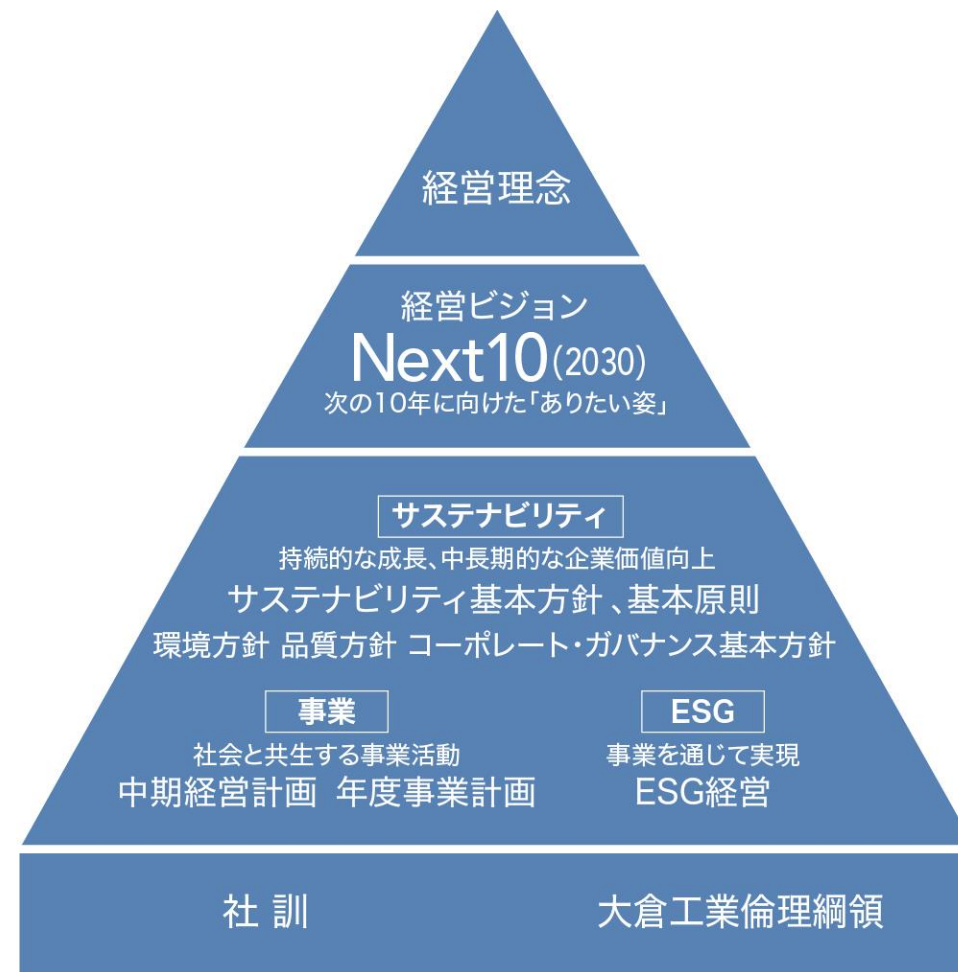 経営理念
経営ビジョン
Next10(2030)
次の10年に向けた「ありたい姿」
サステナビリティ
持続的な成長、中長期的な企業価値向上
サステナビリティ基本方針、基本原則
環境方針 品質方針 コーポレート・ガバナンス基本方針
事業
社会と共生する事業活動
中期経営計画 年度事業計画
ESG
事業を通じて実現
ESG経営
社 訓
大倉工業倫理綱領